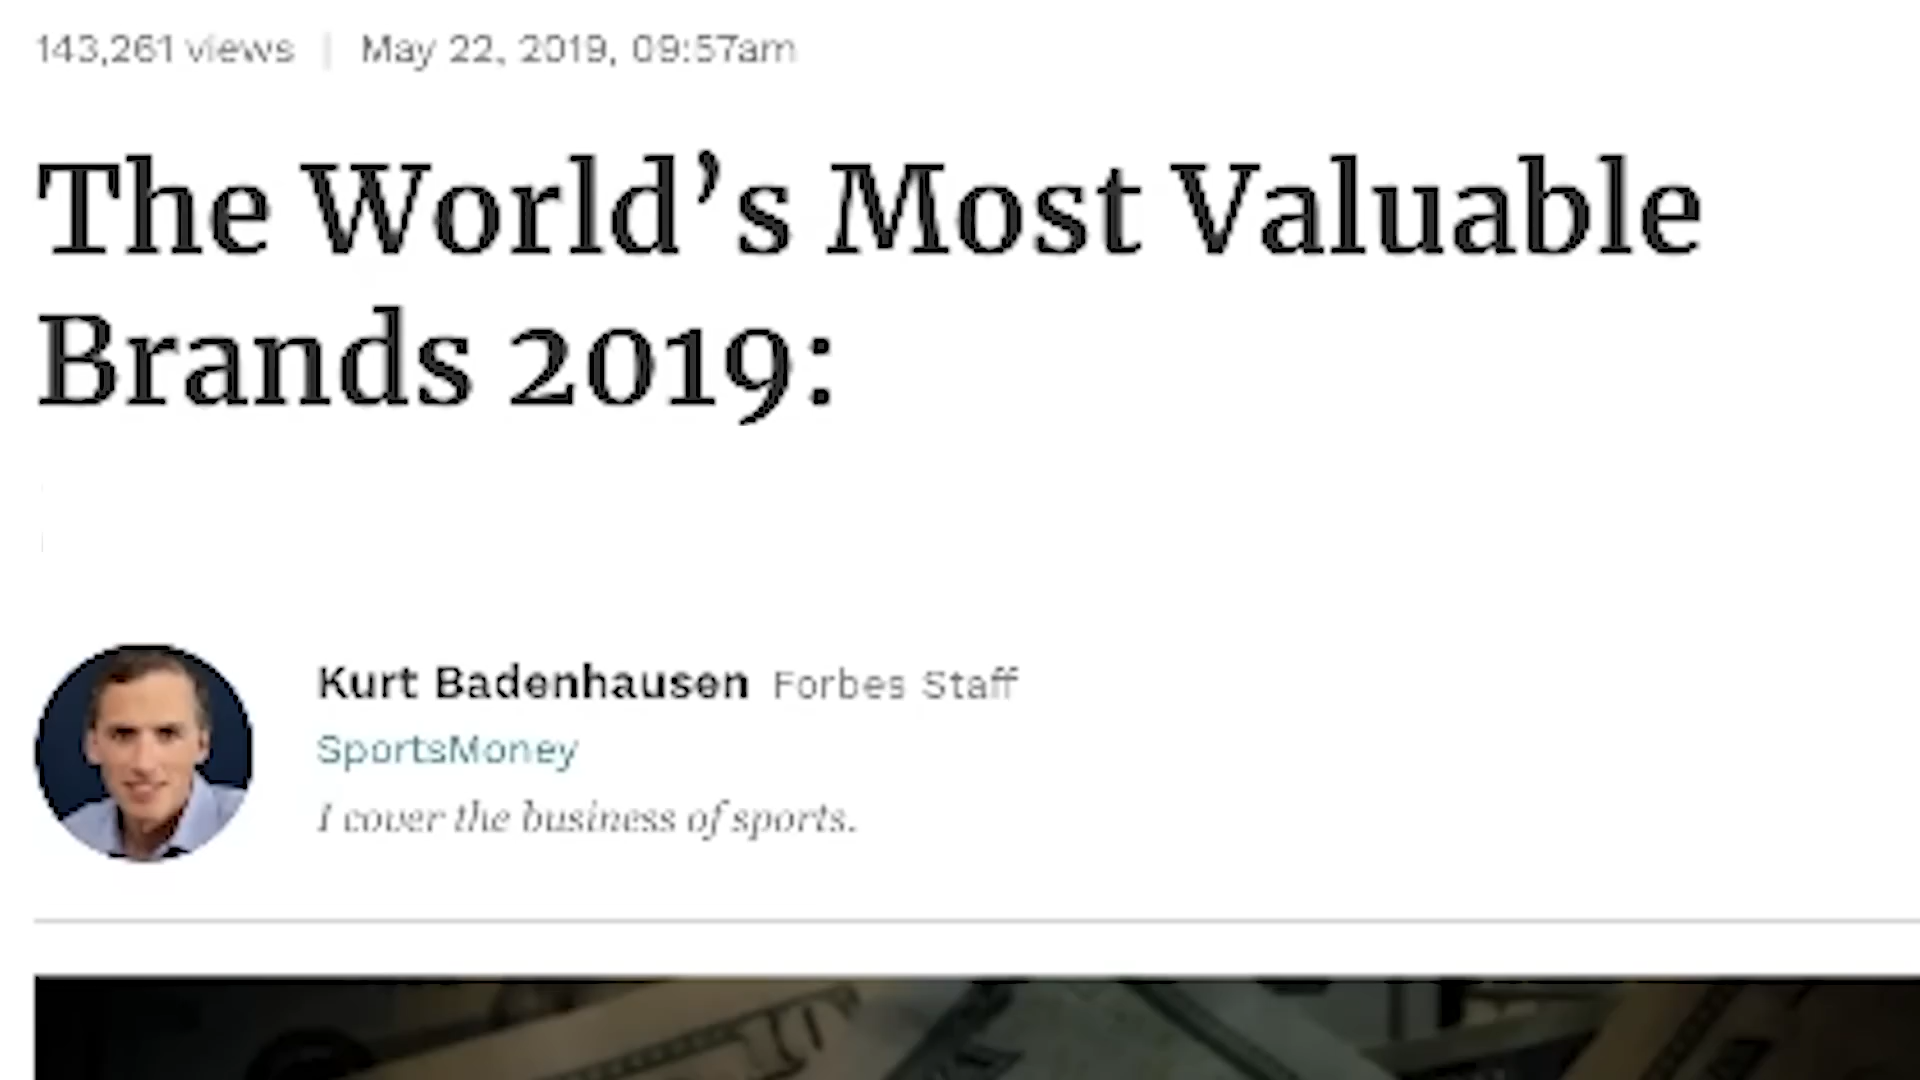 143,261 views | May 22, 2019, 09:57am
The World’s Most Valuable
Brands 2019:
Kurt Badenhausen Forbes Staff
SportsMoney
I cover the business of sports.